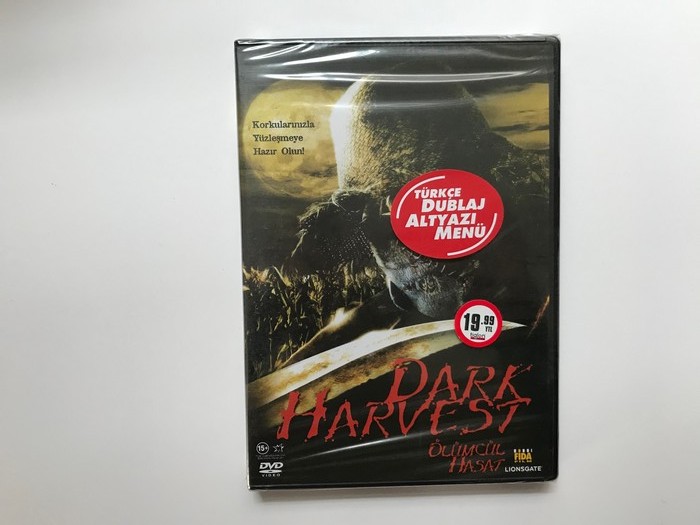 Korkularınızla
Yüzleşmeye
Hazır Olun!
TÜRKÇE
DUBLAJ
ALTYAZI
MENÜ
19.99
YTL
DARK
HARVEST
ÖLÜMCÜL
HASAT
15+
DVD
VIDEO
FIDA
FILM
LIONSGATE